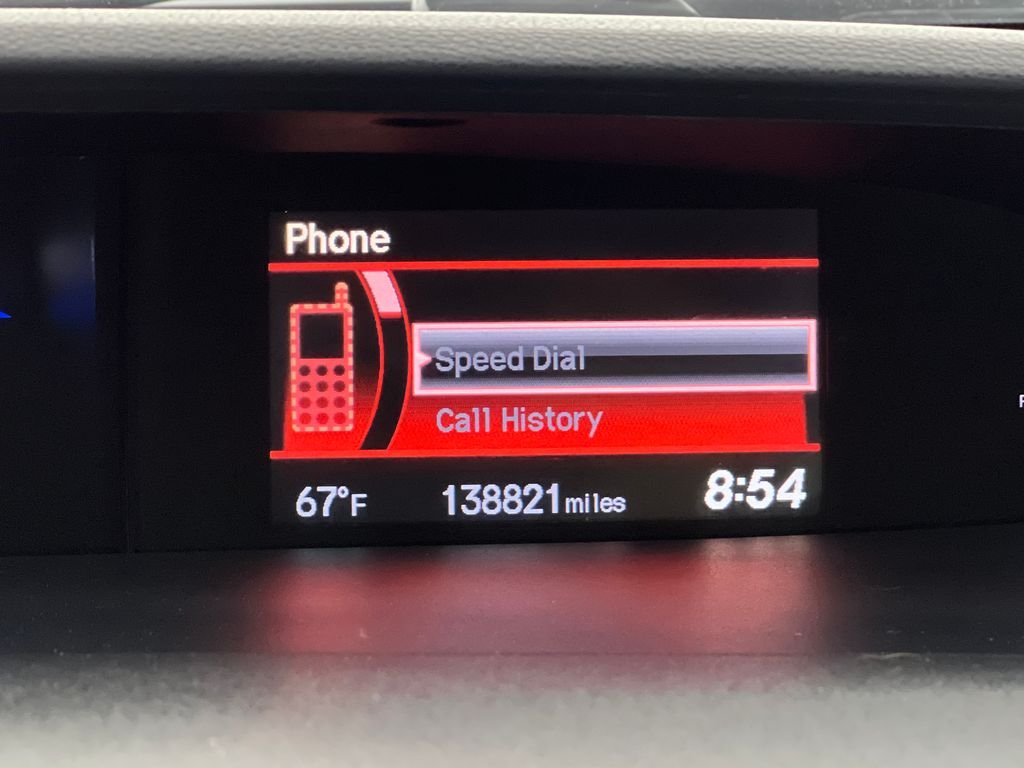 Phone
Speed Dial
Call History
67°F 138821 miles 8:54